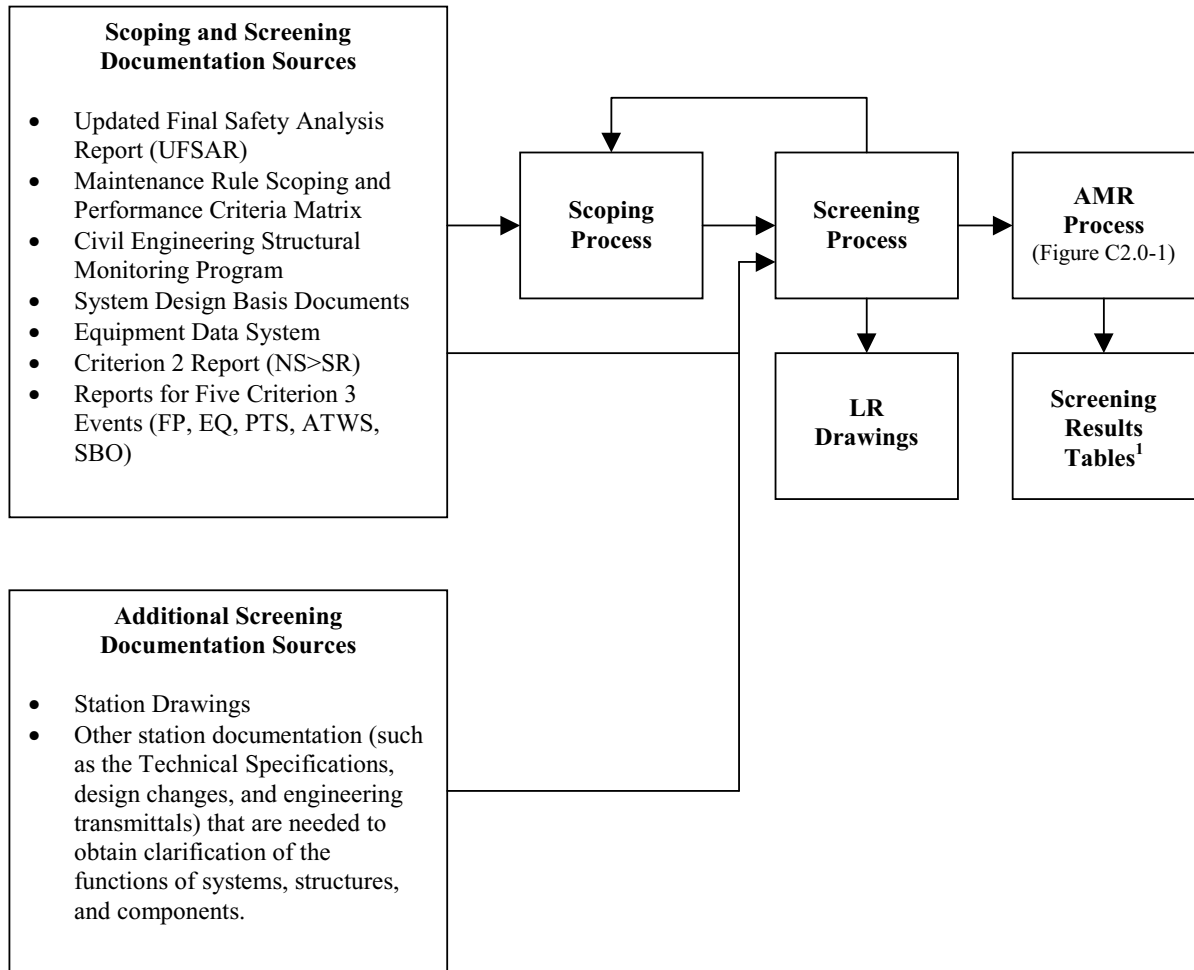 Scoping and Screening
Documentation Sources
• Updated Final Safety Analysis
Report (UFSAR)
• Maintenance Rule Scoping and
Performance Criteria Matrix
• Civil Engineering Structural
Monitoring Program
• System Design Basis Documents
• Equipment Data System
• Criterion 2 Report (NS>SR)
• Reports for Five Criterion 3
Events (FP, EQ, PTS, ATWS,
SBO)
Scoping
Process
Screening
Process
AMR
Process
(Figure C2.0-1)
LR
Drawings
Screening
Results
Tables¹
Additional Screening
Documentation Sources
• Station Drawings
• Other station documentation (such
as the Technical Specifications,
design changes, and engineering
transmittals) that are needed to
obtain clarification of the
functions of systems, structures,
and components.